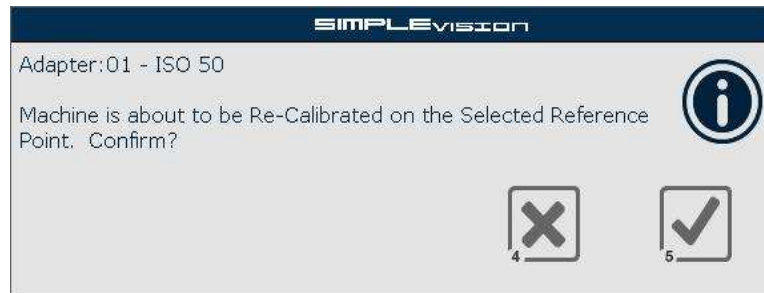 SIMPLEVISION
Adapter:01 - ISO 50
Machine is about to be Re-Calibrated on the Selected Reference
Point. Confirm?
4
5